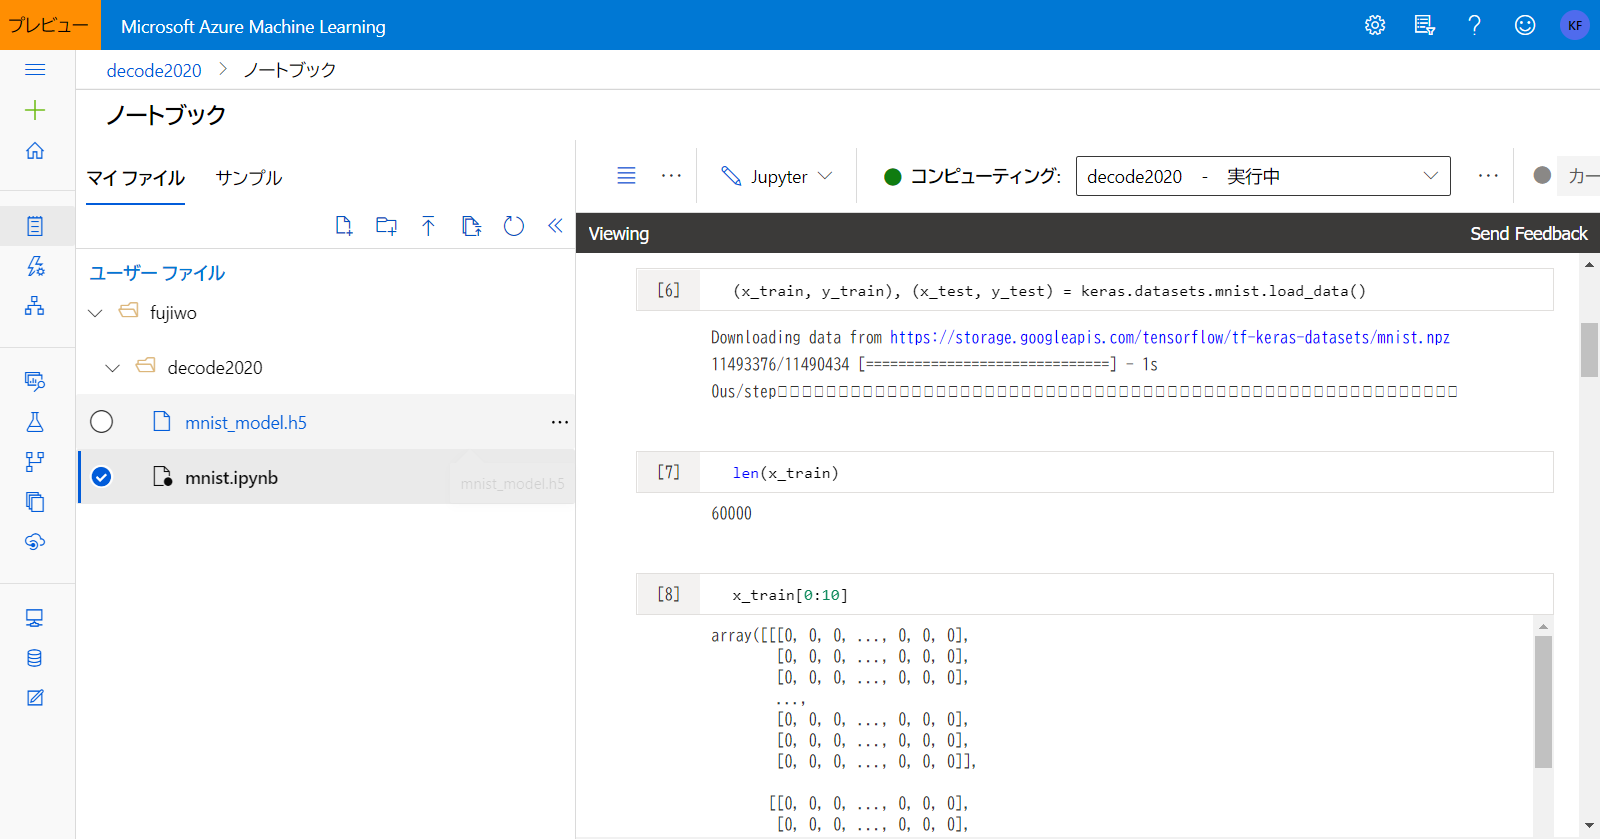 プレビュー
Microsoft Azure Machine Learning
KF
decode2020 > ノートブック
ノートブック
マイ ファイル サンプル
Jupyter
コンピューティング: decode2020 - 実行中
カー
Viewing
Send Feedback
ユーザー ファイル
fujiwo
decode2020
mnist_model.h5
mnist.ipynb
mnist_model.h5
[6] (x_train, y_train), (x_test, y_test) = keras.datasets.mnist.load_data()
Downloading data from https://storage.googleapis.com/tensorflow/tf-keras-datasets/mnist.npz
11493376/11490434 [==============================] - 1s
0us/step
[7] len(x_train)
60000
[8] x_train[0:10]
array([[[0, 0, 0, ..., 0, 0, 0],
[0, 0, 0, ..., 0, 0, 0],
[0, 0, 0, ..., 0, 0, 0],
...,
[0, 0, 0, ..., 0, 0, 0],
[0, 0, 0, ..., 0, 0, 0],
[0, 0, 0, ..., 0, 0, 0]],
[[0, 0, 0, ..., 0, 0, 0],
[0, 0, 0, ..., 0, 0, 0],